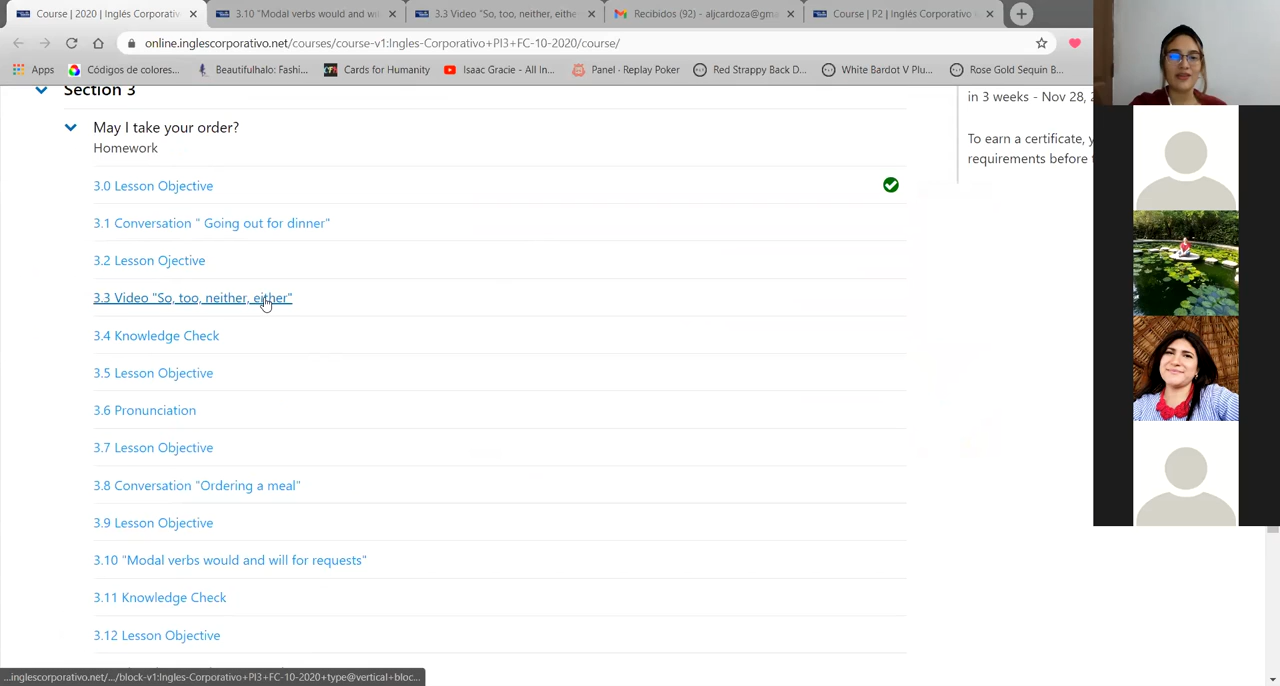 Course | 2020 | Inglés Corporativ
3.10 "Modal verbs would and wi
3.3 Video "So, too, neither, eithe
Recibidos (92) - aljcardoza@gma
Course | P2 | Inglés Corporativo
online.inglescorporativo.net/courses/course-v1:Ingles-Corporativo+PI3+FC-10-2020/course/
Apps
Códigos de colores...
Beautifulhalo: Fashi...
Cards for Humanity
Isaac Gracie - All In...
Panel · Replay Poker
Red Strappy Back D...
White Bardot V Plu...
Rose Gold Sequin B...
Section 3
in 3 weeks - Nov 28, 2
May I take your order?
Homework
To earn a certificate, y
requirements before
3.0 Lesson Objective
3.1 Conversation " Going out for dinner"
3.2 Lesson Ojective
3.3 Video "So, too, neither, either"
3.4 Knowledge Check
3.5 Lesson Objective
3.6 Pronunciation
3.7 Lesson Objective
3.8 Conversation "Ordering a meal"
3.9 Lesson Objective
3.10 "Modal verbs would and will for requests"
3.11 Knowledge Check
3.12 Lesson Objective
...inglescorporativo.net/.../block-v1:Ingles-Corporativo+PI3+FC-10-2020+type@vertical+bloc...